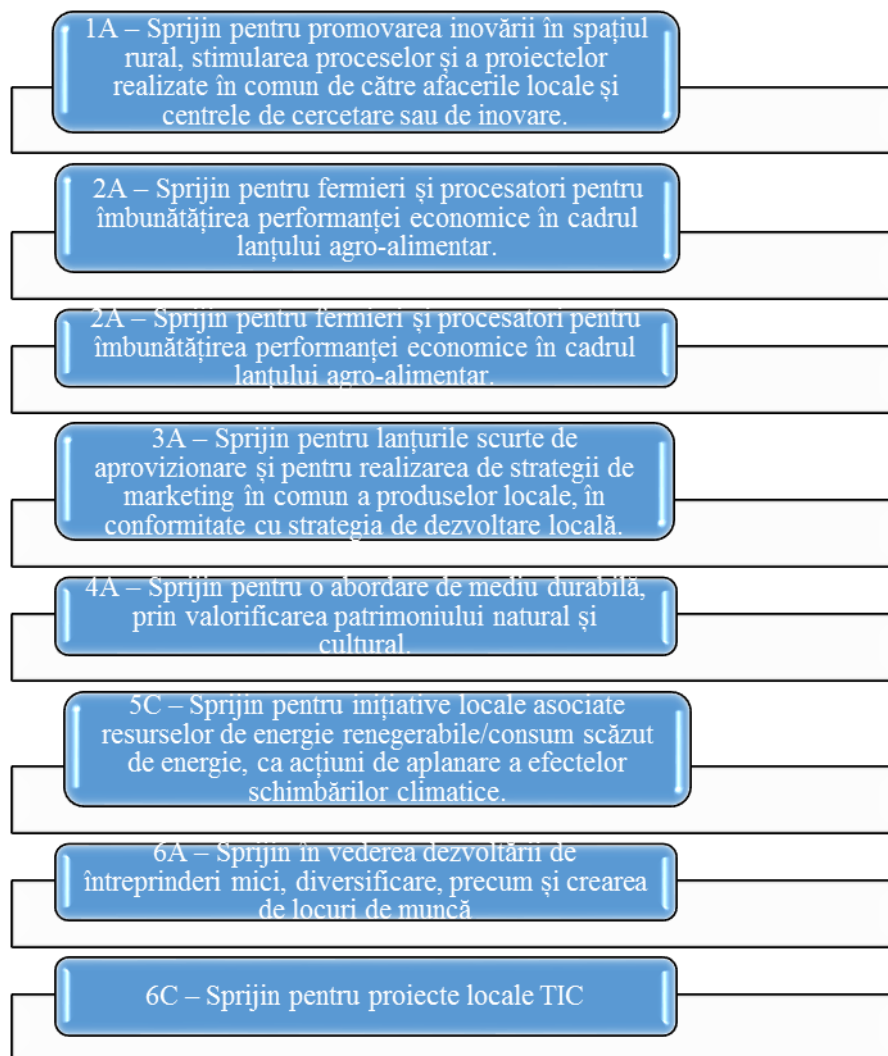 1A – Sprijin pentru promovarea inovării în spațiul
rural, stimularea proceselor și a proiectelor
realizate în comun de către afacerile locale și
centrele de cercetare sau de inovare.
2A – Sprijin pentru fermieri și procesatori pentru
îmbunătățirea performanței economice în cadrul
lanțului agro-alimentar.
2A – Sprijin pentru fermieri și procesatori pentru
îmbunătățirea performanței economice în cadrul
lanțului agro-alimentar.
3A – Sprijin pentru lanțurile scurte de
aprovizionare și pentru realizarea de strategii de
marketing în comun a produselor locale, în
conformitate cu strategia de dezvoltare locală.
4A – Sprijin pentru o abordare de mediu durabilă,
prin valorificarea patrimoniului natural și
cultural.
5C – Sprijin pentru inițiative locale asociate
resurselor de energie renegerabile/consum scăzut
de energie, ca acțiuni de aplanare a efectelor
schimbărilor climatice.
6A – Sprijin în vederea dezvoltării de
întreprinderi mici, diversificare, precum și crearea
de locuri de muncă
6C – Sprijin pentru proiecte locale TIC